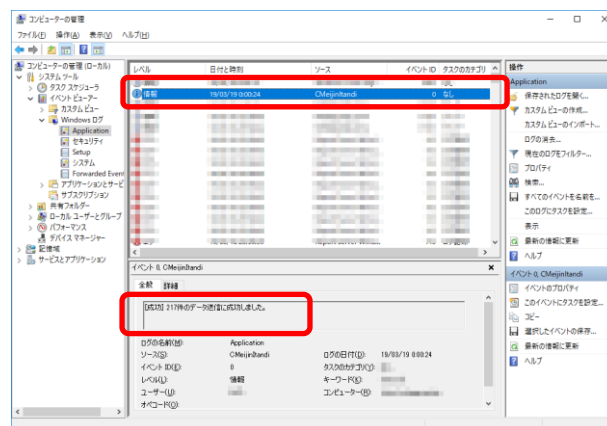 コンピューターの管理
ファイル(F) 操作(A) 表示(V) ヘルプ(H)
コンピューターの管理 (ローカル)
システム ツール
タスク スケジューラ
イベント ビューアー
カスタム ビュー
Windows ログ
Application
セキュリティ
Setup
システム
Forwarded Event
アプリケーションとサービ
サブスクリプション
共有フォルダー
ローカル ユーザーとグループ
パフォーマンス
デバイス マネージャー
記憶域
サービスとアプリケーション
レベル 日付と時刻 ソース イベント ID タスクのカテゴリ
情報 19/03/19 0:00:24 CMeijinItandi 0 なし
イベント 0, CMeijinItandi
全般 詳細
[成功] 217件のデータ送信に成功しました。
ログの名前(M): Application
ソース(S): CMeijinItandi ログの日付(D): 19/03/19 0:00:24
イベント ID(E): 0 タスクのカテゴリ(Y):
レベル(L): 情報 キーワード(K):
ユーザー(U): コンピューター(R):
オペコード(O):
操作
Application
保存されたログを開く...
カスタム ビューの作成...
カスタム ビューのインポート...
ログの消去...
現在のログをフィルター...
プロパティ
検索...
すべてのイベントを名前を...
このログにタスクを設定...
表示
最新の情報に更新
ヘルプ
イベント 0, CMeijinItandi
イベントのプロパティ
このイベントにタスクを設定...
コピー
選択したイベントの保存...
最新の情報に更新
ヘルプ